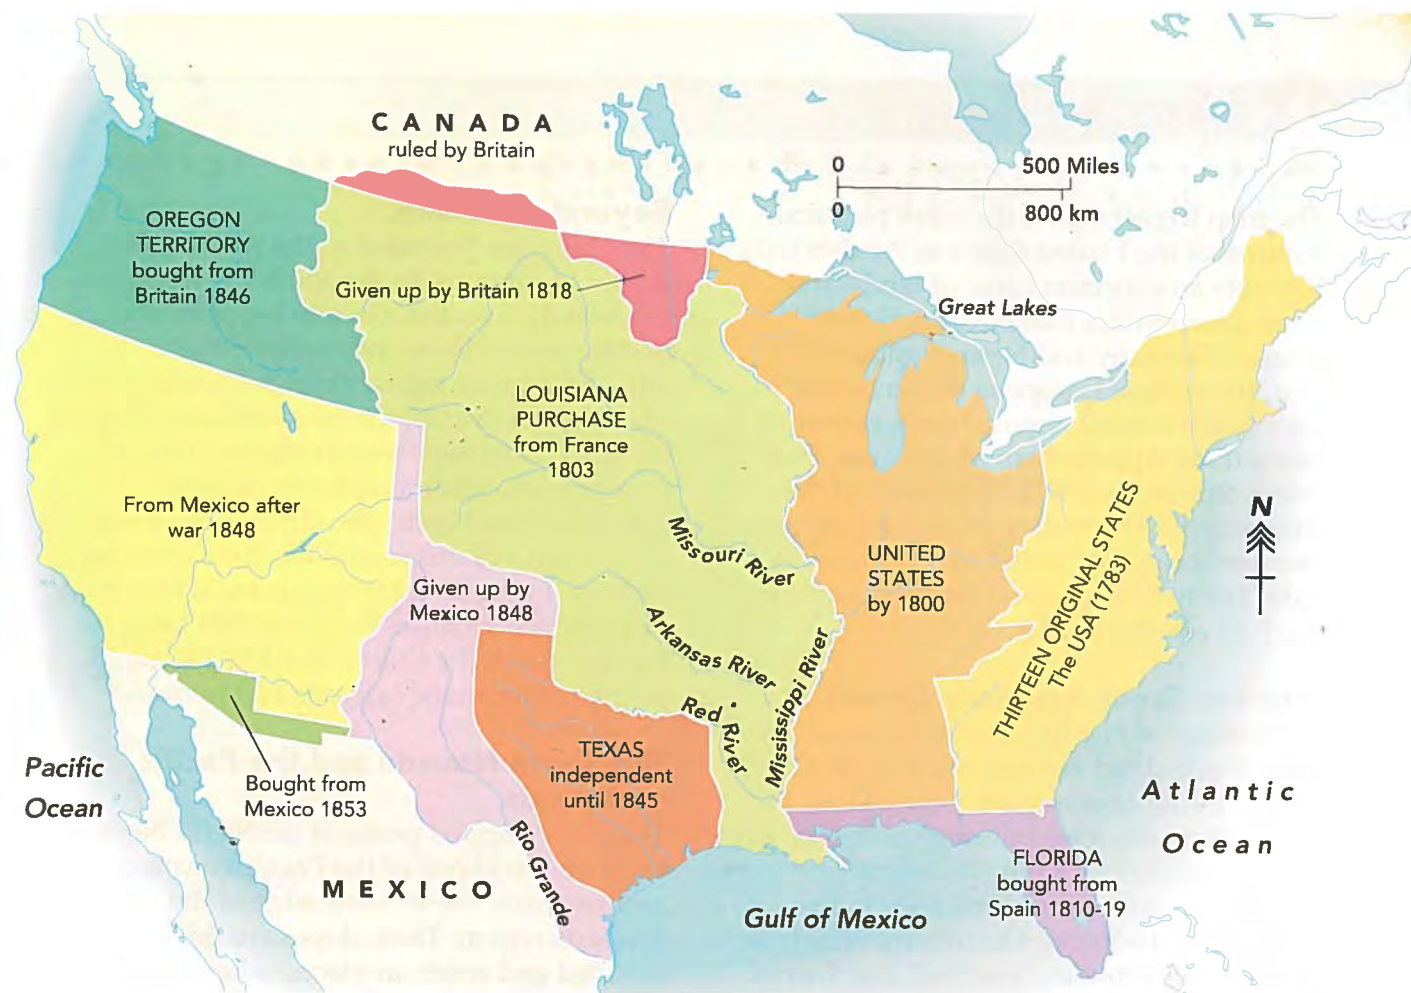 CANADA
ruled by Britain
0
500 Miles
0
800 km
OREGON
TERRITORY
bought from
Britain 1846
Given up by Britain 1818
Great Lakes
LOUISIANA
PURCHASE
from France
1803
From Mexico after
war 1848
Missouri River
UNITED
STATES
by 1800
THIRTEEN ORIGINAL STATES
The USA (1783)
N
Given up by
Mexico 1848
Arkansas River
Mississippi River
Red River
TEXAS
independent
until 1845
Pacific
Ocean
Bought from
Mexico 1853
Atlantic
Ocean
Rio Grande
MEXICO
FLORIDA
bought from
Spain 1810-19
Gulf of Mexico